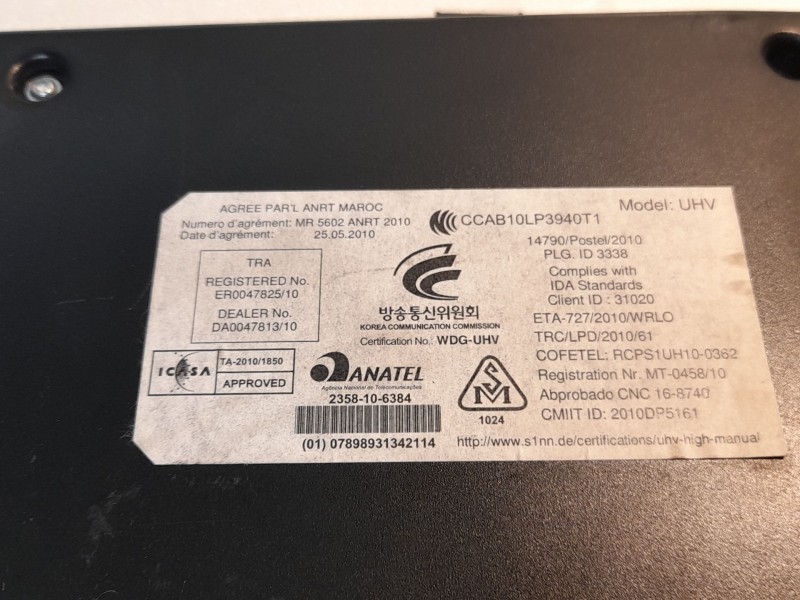 AGREE PAR'L ANRT MAROC
Numero d'agrément: MR 5602 ANRT 2010
Date d'agrément: 25.05.2010
TRA
REGISTERED No.
ER0047825/10
DEALER No.
DA0047813/10
ICASA
TA-2010/1850
APPROVED
CCAB10LP3940T1
방송통신위원회
KOREA COMMUNICATION COMMISSION
Certification No.: WDG-UHV
ANATEL
Agência Nacional de Telecomunicações
2358-10-6384
(01) 07898931342114
SM
1024
Model: UHV
14790/Postel/2010
PLG. ID 3338
Complies with
IDA Standards
Client ID : 31020
ETA-727/2010/WRLO
TRC/LPD/2010/61
COFETEL: RCPS1UH10-0362
Registration Nr. MT-0458/10
Abprobado CNC 16-8740
CMIIT ID: 2010DP5161
http://www.s1nn.de/certifications/uhv-high-manual